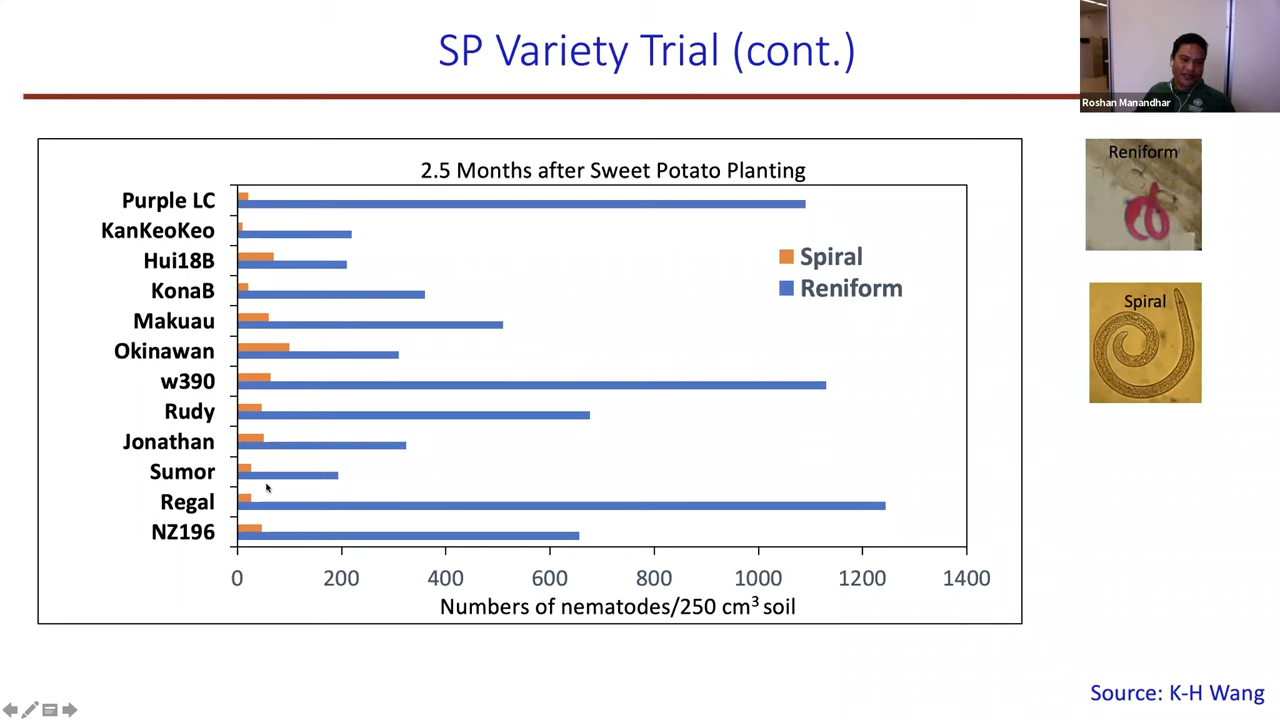 SP Variety Trial (cont.)
Roshan Manandhar
2.5 Months after Sweet Potato Planting
Purple LC
KanKeoKeo
Hui18B
KonaB
Makuau
Okinawan
w390
Rudy
Jonathan
Sumor
Regal
NZ196
Spiral
Reniform
0 200 400 600 800 1000 1200 1400
Numbers of nematodes/250 cm³ soil
Reniform
Spiral
Source: K-H Wang